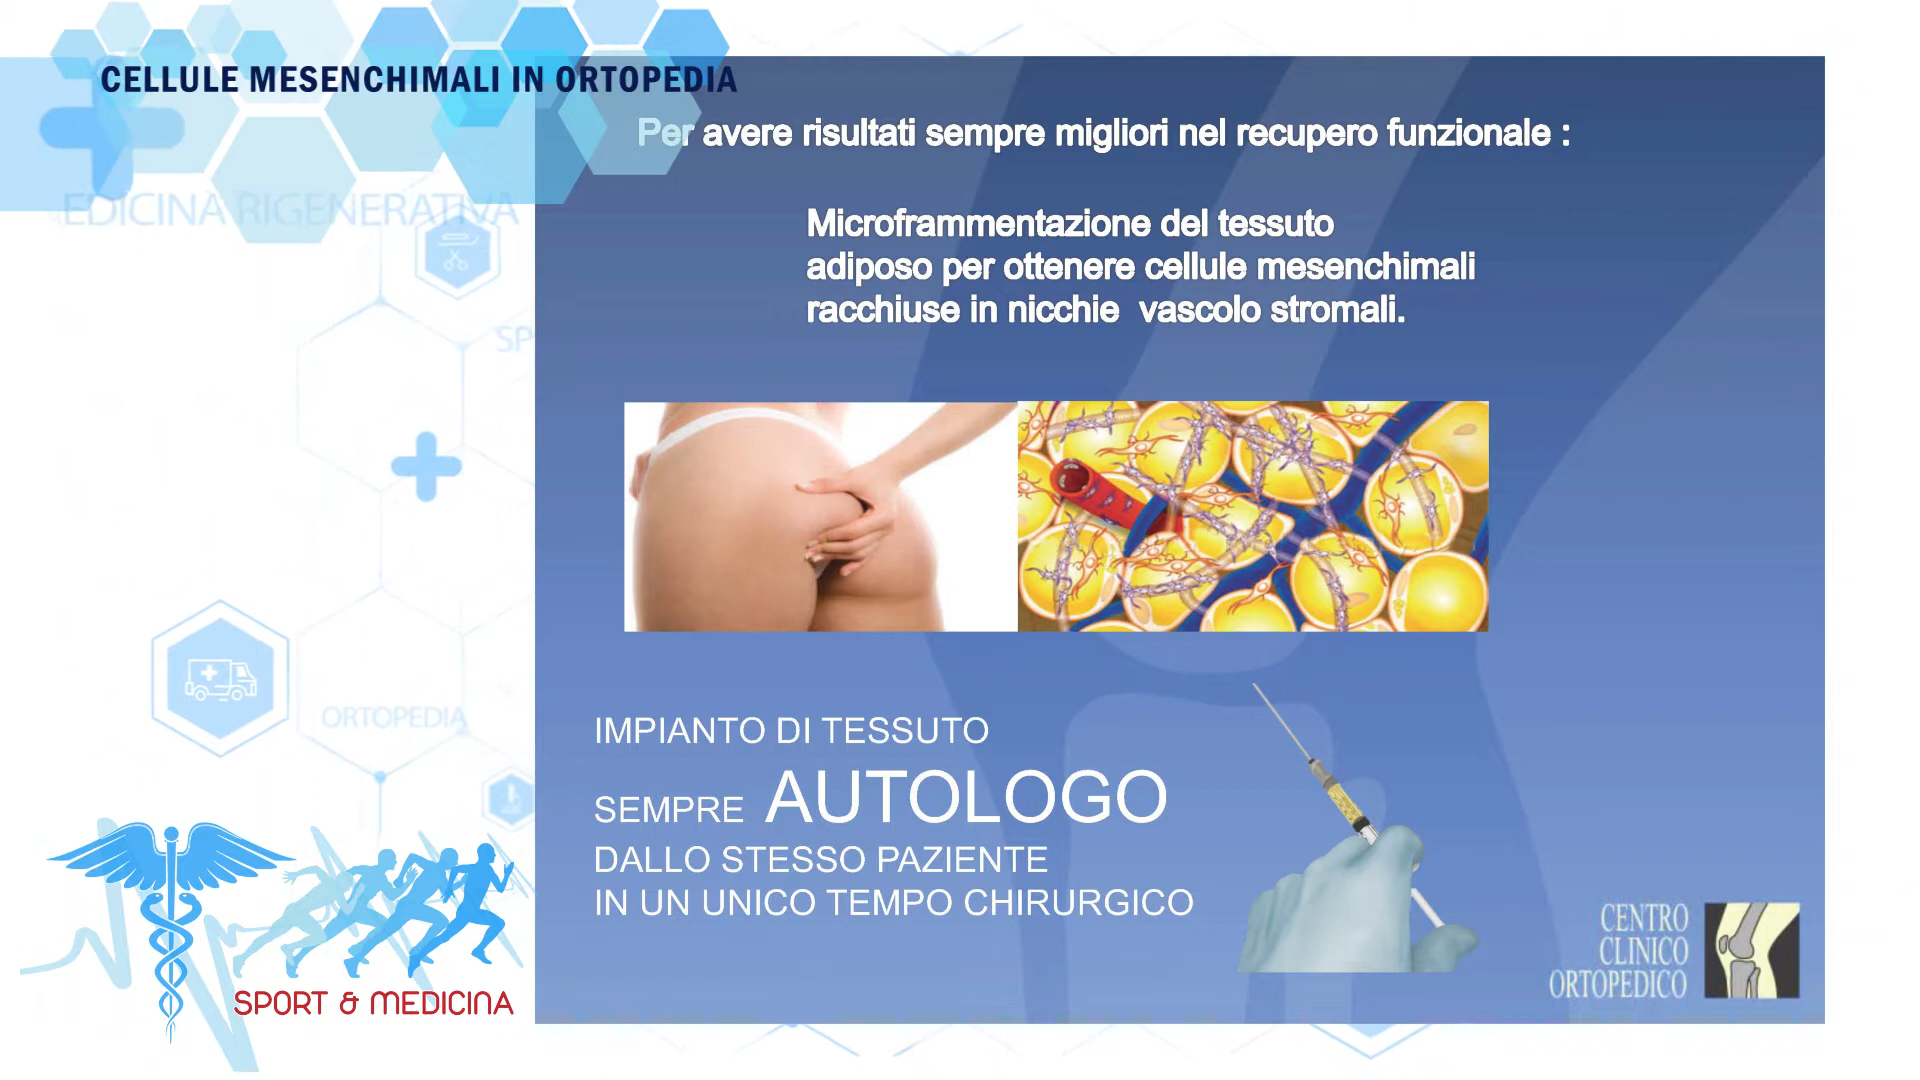 CELLULE MESENCHIMALI IN ORTOPEDIA
Per avere risultati sempre migliori nel recupero funzionale :
EDICINA RIGENERATIVA
Microframmentazione del tessuto
adiposo per ottenere cellule mesenchimali
racchiuse in nicchie vascolo stromali.
SP
ORTOPEDIA
IMPIANTO DI TESSUTO
SEMPRE AUTOLOGO
DALLO STESSO PAZIENTE
IN UN UNICO TEMPO CHIRURGICO
CENTRO
CLINICO
ORTOPEDICO
SPORT & MEDICINA